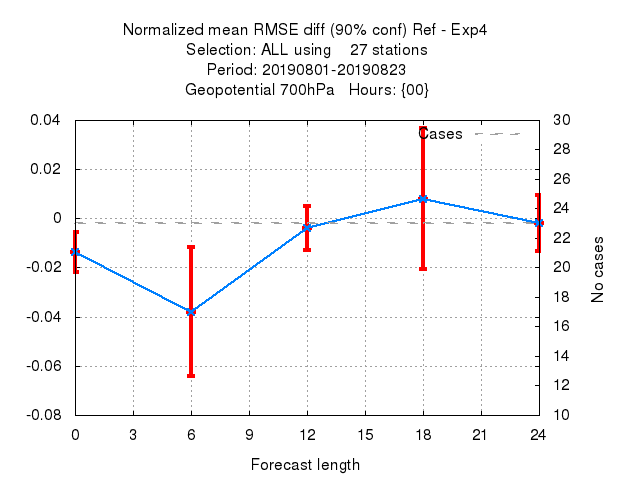 Normalized mean RMSE diff (90% conf) Ref - Exp4
Selection: ALL using    27 stations
Period: 20190801-20190823
Geopotential 700hPa   Hours: {00}
Cases
0.04
0.02
0
-0.02
-0.04
-0.06
-0.08
30
28
26
24
22
20
18
16
14
12
10
No cases
0 3 6 9 12 15 18 21 24
Forecast length